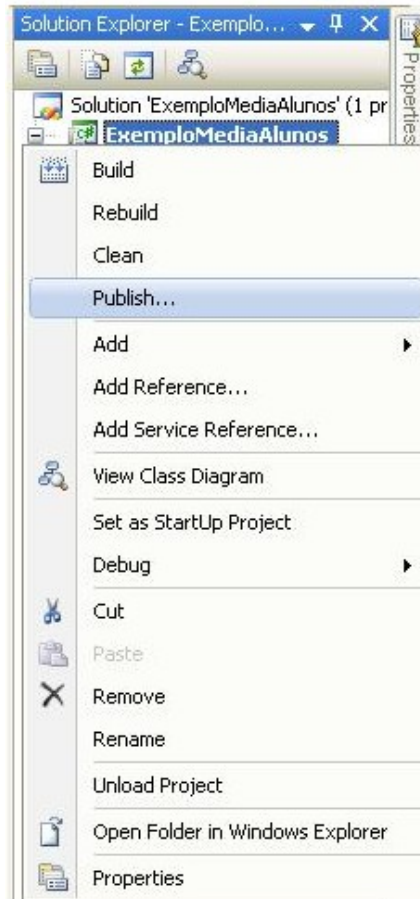 Solution Explorer - Exemplo...
Properties
Solution 'ExemploMediaAlunos' (1 pr
ExemploMediaAlunos
Build
Rebuild
Clean
Publish...
Add
Add Reference...
Add Service Reference...
View Class Diagram
Set as StartUp Project
Debug
Cut
Paste
Remove
Rename
Unload Project
Open Folder in Windows Explorer
Properties